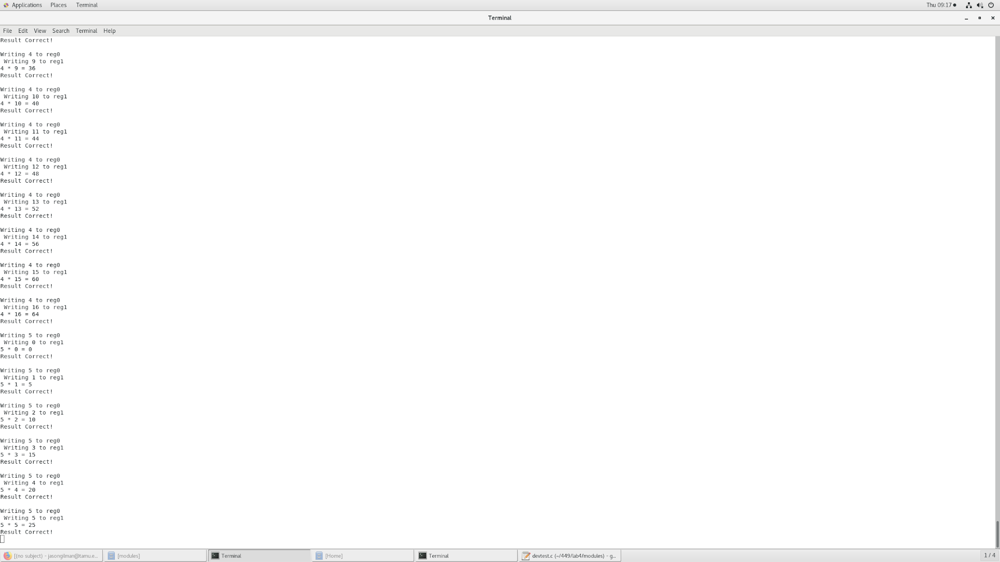 Applications Places Terminal Thu 09:17
Terminal
File Edit View Search Terminal Help
Result Correct!
Writing 4 to reg0
Writing 9 to reg1
4 * 9 = 36
Result Correct!
Writing 4 to reg0
Writing 10 to reg1
4 * 10 = 40
Result Correct!
Writing 4 to reg0
Writing 11 to reg1
4 * 11 = 44
Result Correct!
Writing 4 to reg0
Writing 12 to reg1
4 * 12 = 48
Result Correct!
Writing 4 to reg0
Writing 13 to reg1
4 * 13 = 52
Result Correct!
Writing 4 to reg0
Writing 14 to reg1
4 * 14 = 56
Result Correct!
Writing 4 to reg0
Writing 15 to reg1
4 * 15 = 60
Result Correct!
Writing 4 to reg0
Writing 16 to reg1
4 * 16 = 64
Result Correct!
Writing 5 to reg0
Writing 0 to reg1
5 * 0 = 0
Result Correct!
Writing 5 to reg0
Writing 1 to reg1
5 * 1 = 5
Result Correct!
Writing 5 to reg0
Writing 2 to reg1
5 * 2 = 10
Result Correct!
Writing 5 to reg0
Writing 3 to reg1
5 * 3 = 15
Result Correct!
Writing 5 to reg0
Writing 4 to reg1
5 * 4 = 20
Result Correct!
Writing 5 to reg0
Writing 5 to reg1
5 * 5 = 25
Result Correct!
[(no subject) - jasongilman@tamu.e... [modules] Terminal [Home] Terminal devtest.c (~/449/lab4/modules) - g... 1 / 4